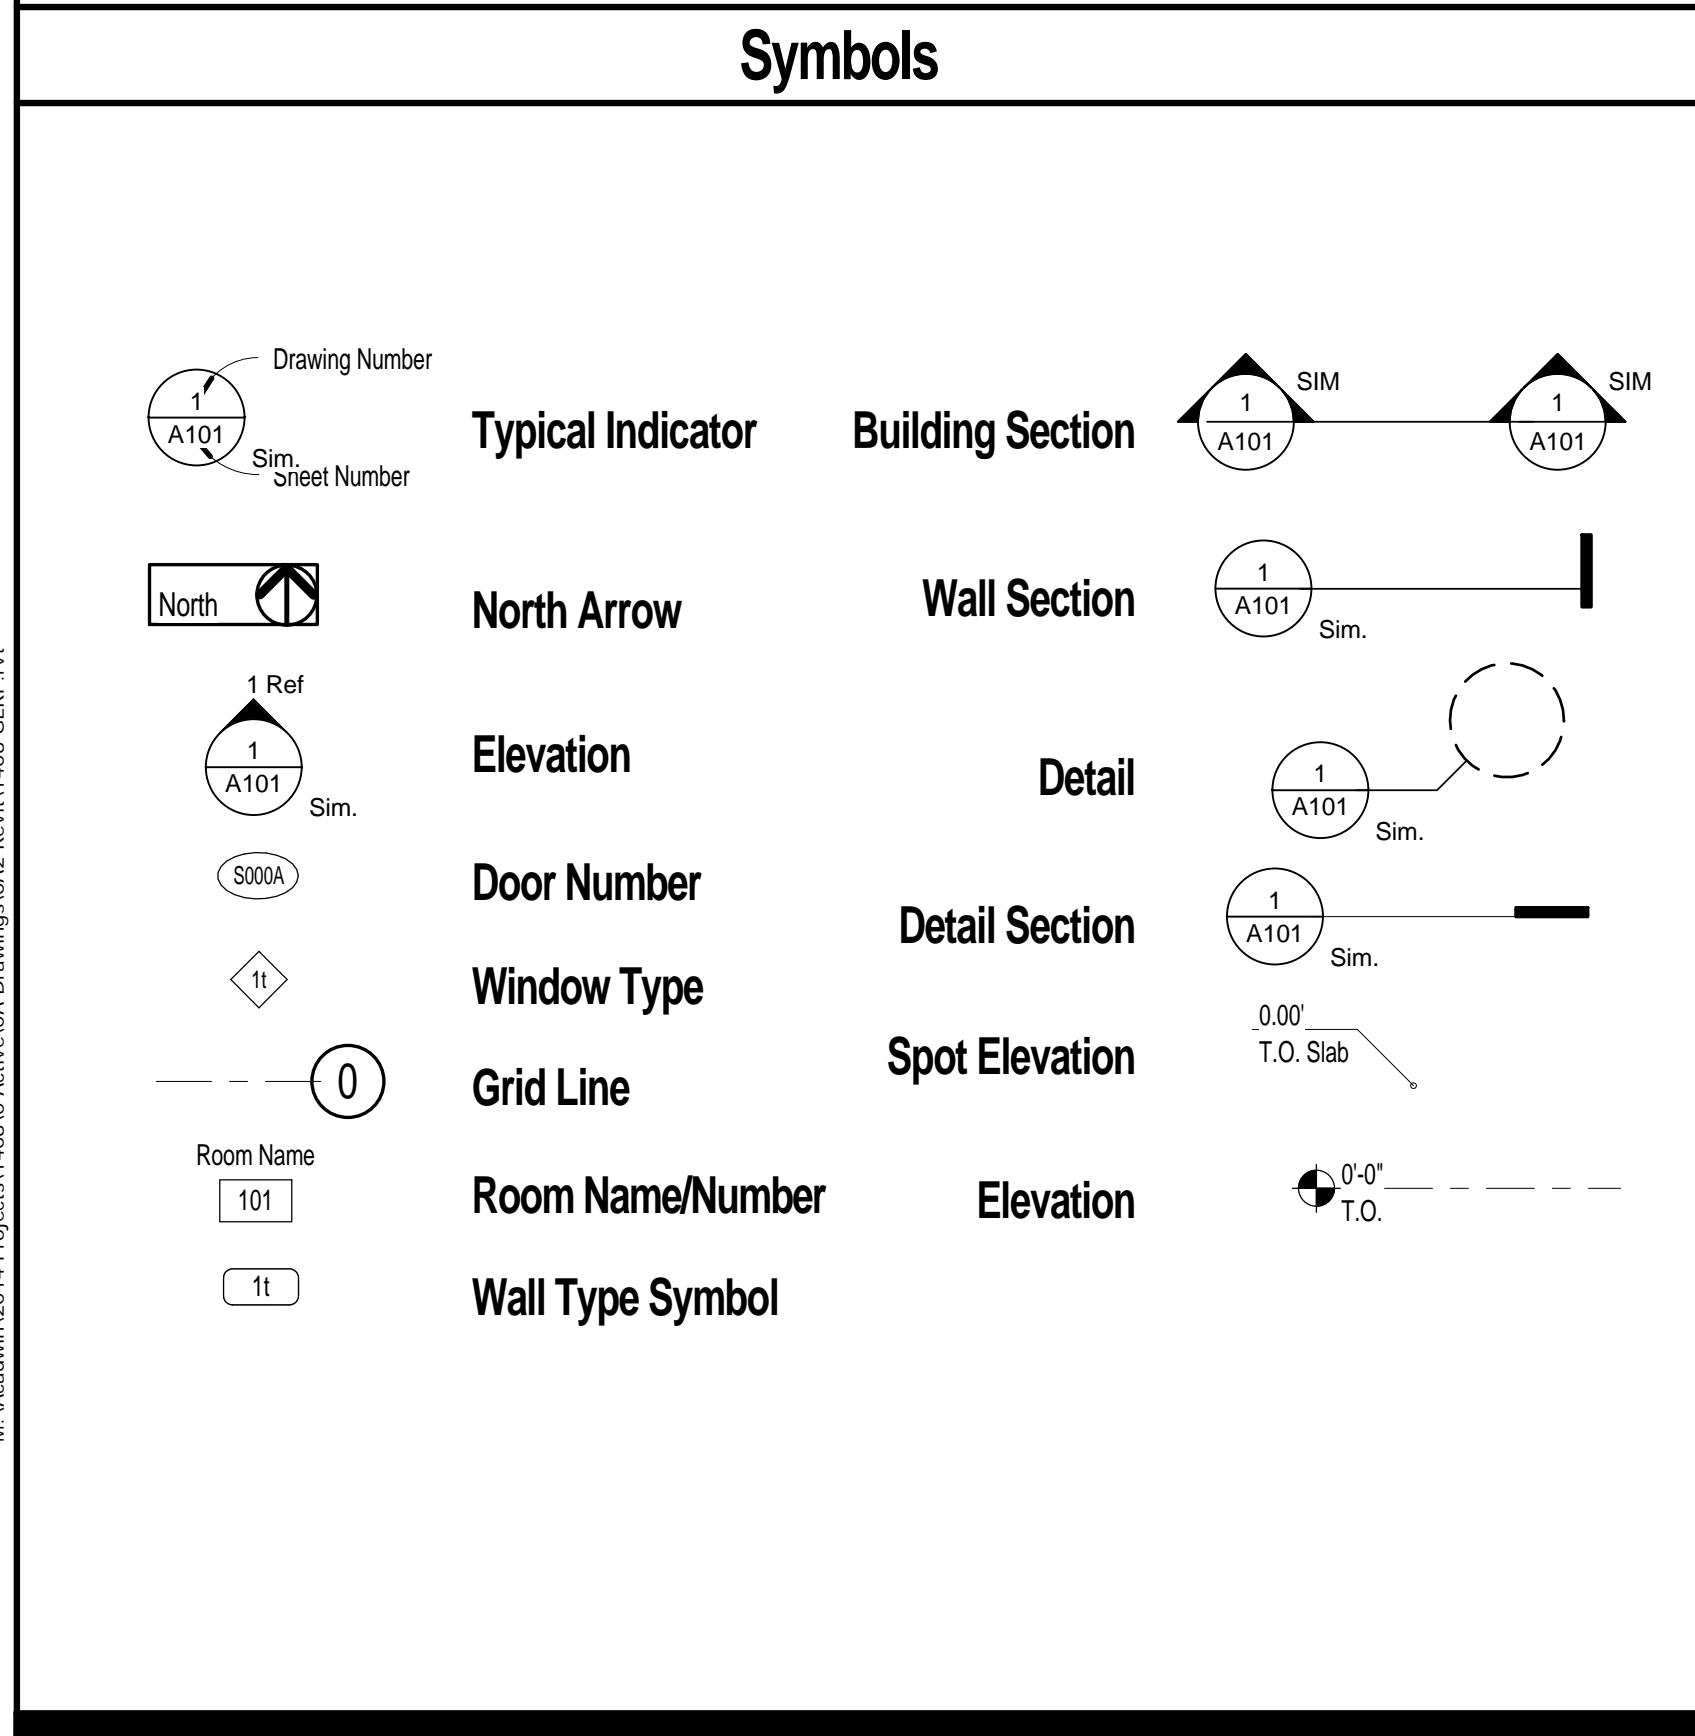 Symbols
Drawing Number
1
A101
Sim.
Sheet Number
Typical Indicator
North
North Arrow
1 Ref
1
A101
Sim.
Elevation
S000A
Door Number
1t
Window Type
0
Grid Line
Room Name
101
Room Name/Number
1t
Wall Type Symbol
Building Section
1
A101
SIM
1
A101
SIM
Wall Section
1
A101
Sim.
Detail
1
A101
Sim.
Detail Section
1
A101
Sim.
Spot Elevation
0.00'
T.O. Slab
Elevation
0'-0"
T.O.